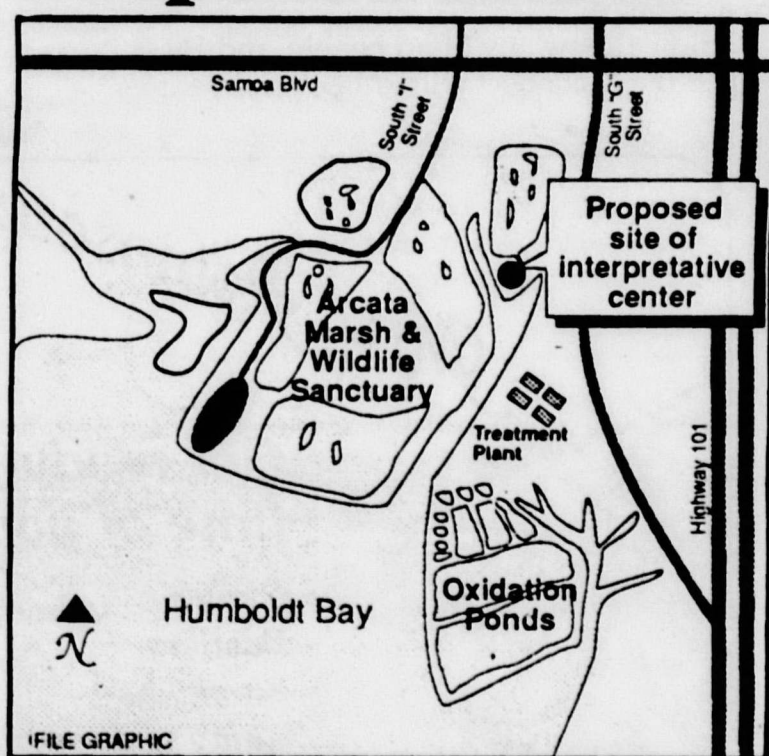 Samoa Blvd
South "I"
Street
South "G"
Street
Proposed
site of
interpretative
center
Arcata
Marsh &
Wildlife
Sanctuary
Treatment
Plant
Highway 101
Oxidation
Ponds
Humboldt Bay
N
FILE GRAPHIC